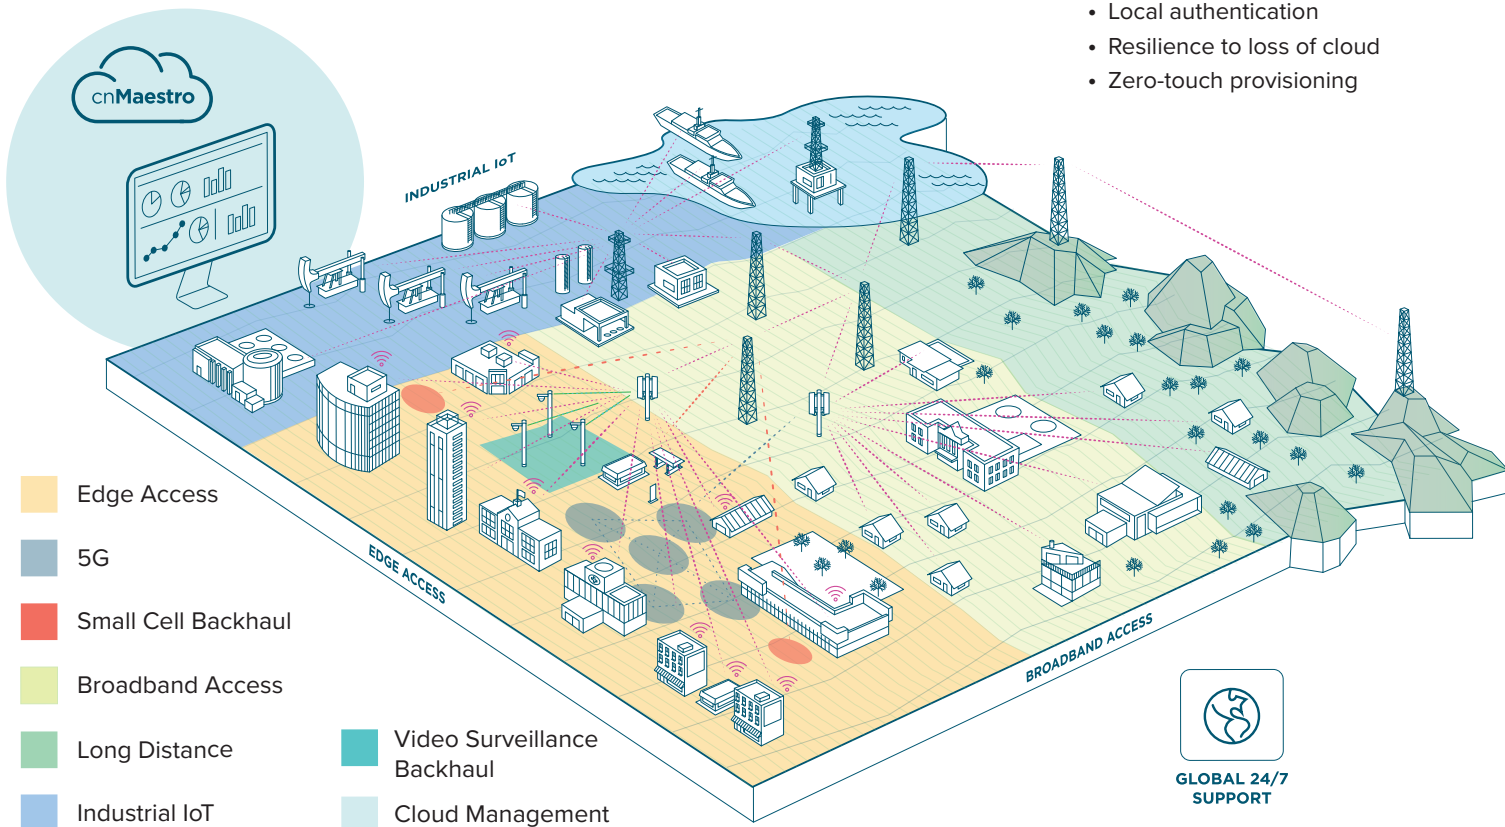 • Local authentication
• Resilience to loss of cloud
• Zero-touch provisioning
cnMaestro
INDUSTRIAL IoT
EDGE ACCESS
BROADBAND ACCESS
Edge Access
5G
Small Cell Backhaul
Broadband Access
Long Distance
Industrial IoT
Video Surveillance
Backhaul
Cloud Management
GLOBAL 24/7
SUPPORT